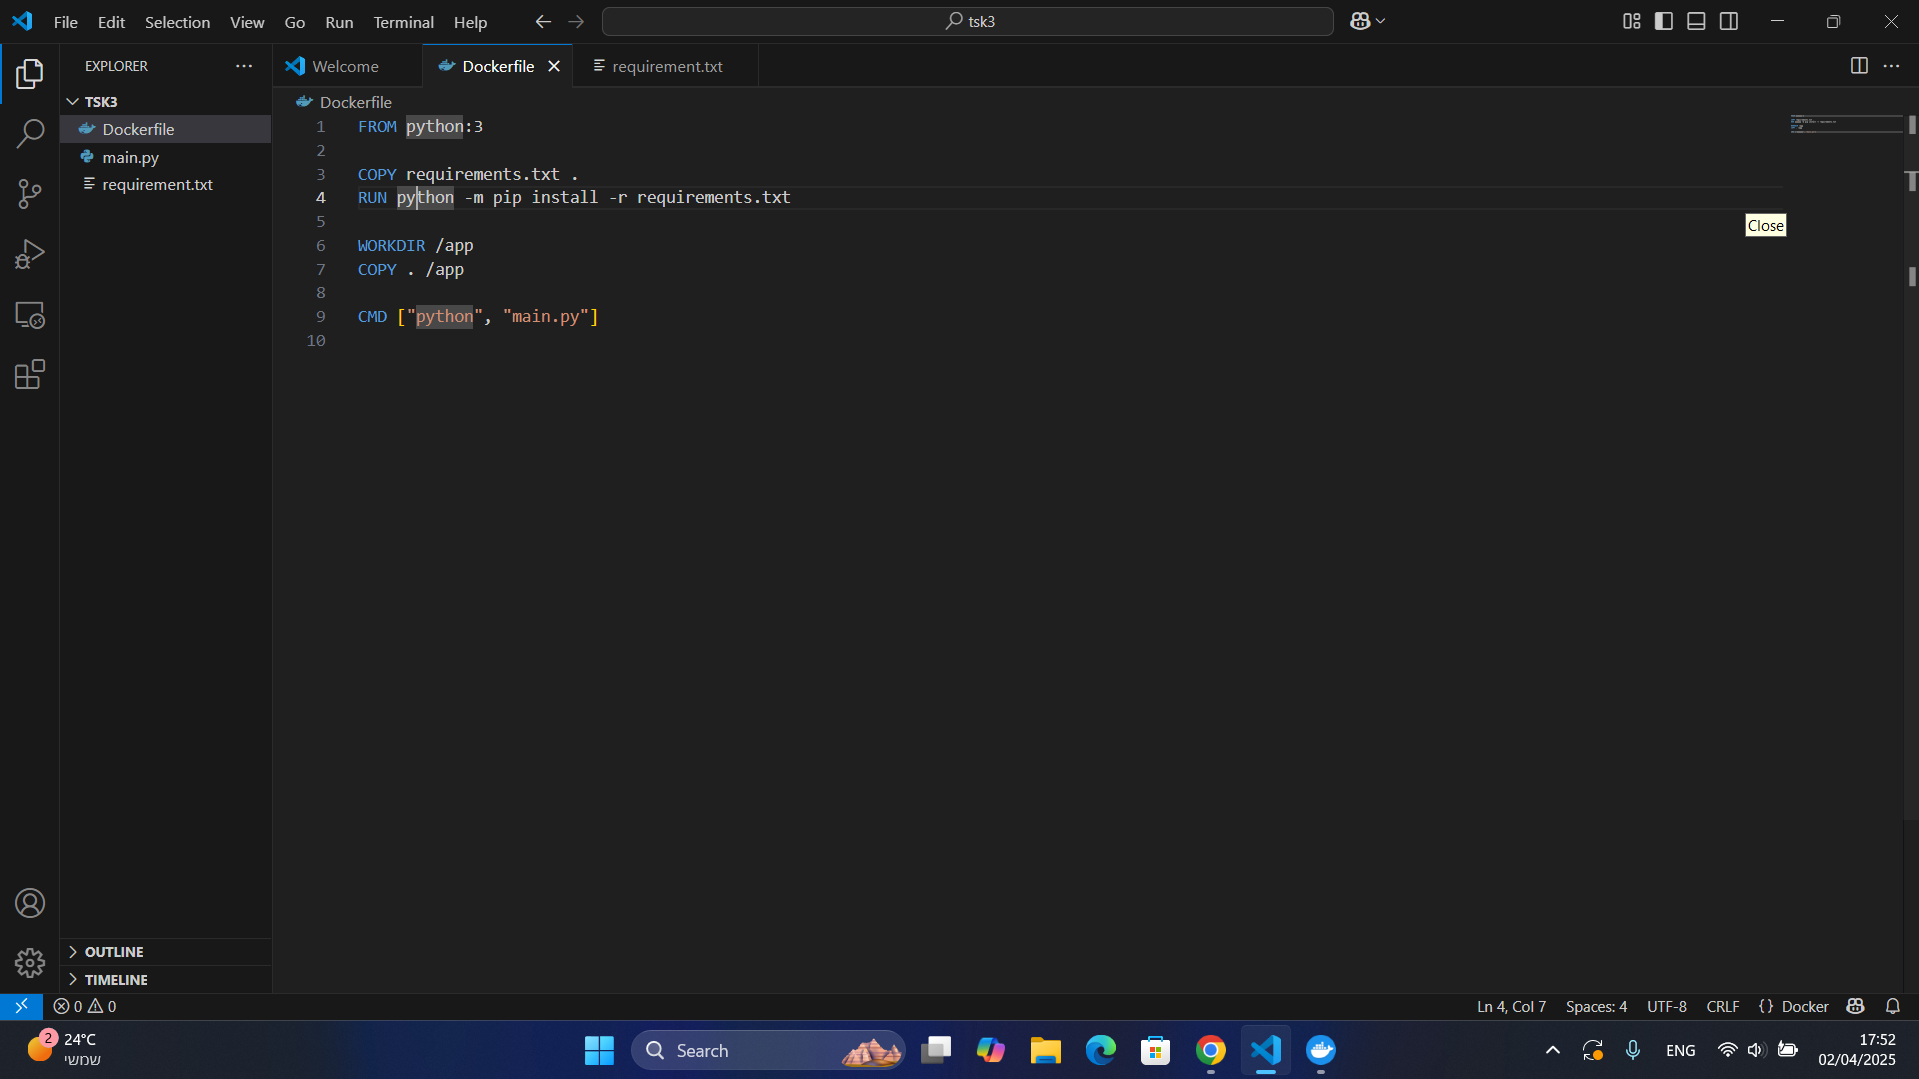 File Edit Selection View Go Run Terminal Help
tsk3
EXPLORER
Welcome
Dockerfile
requirement.txt
TSK3
Dockerfile
main.py
requirement.txt
Dockerfile
1 FROM python:3
2
3 COPY requirements.txt .
4 RUN python -m pip install -r requirements.txt
5
6 WORKDIR /app
7 COPY . /app
8
9 CMD ["python", "main.py"]
10
Close
OUTLINE
TIMELINE
0 0
Ln 4, Col 7 Spaces: 4 UTF-8 CRLF {} Docker
2
24°C
שמשי
Search
ENG
17:52
02/04/2025